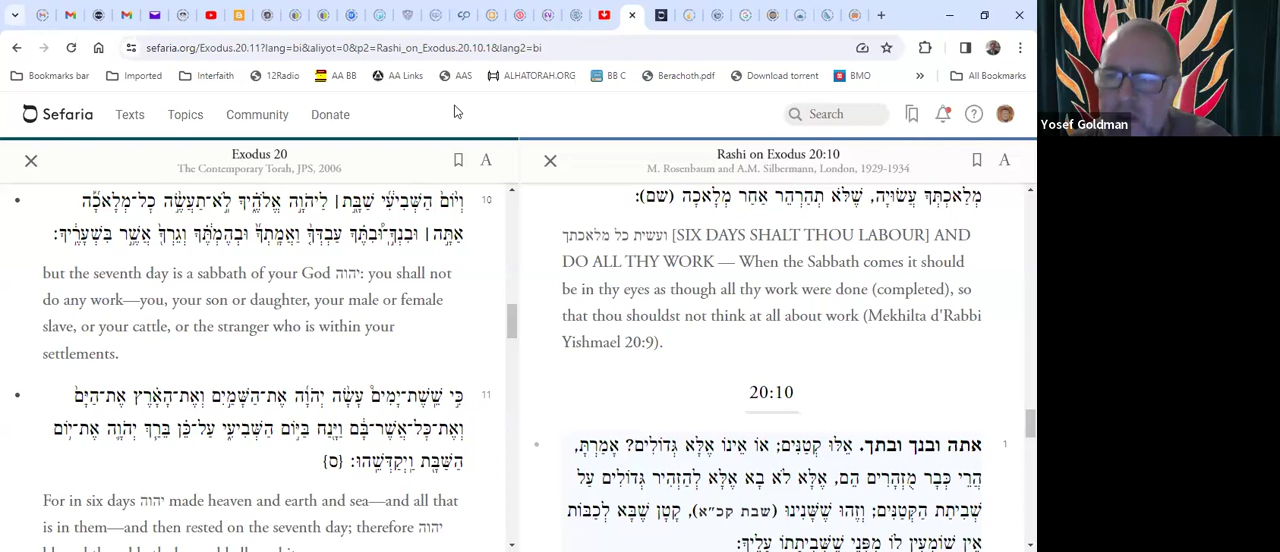 sefaria.org/Exodus.20.11?lang=bi&aliyot=0&p2=Rashi_on_Exodus.20.10.1&lang2=bi
Bookmarks bar
Imported
Interfaith
12Radio
AA BB
AA Links
AAS
ALHATORAH.ORG
BB C
Berachoth.pdf
Download torrent
BMO
»
All Bookmarks
Yosef Goldman
Sefaria
Texts
Topics
Community
Donate
Search
Exodus 20
The Contemporary Torah, JPS, 2006
A
10
וְי֙וֹם֙ הַשְּׁבִיעִ֔֜י שַׁבָּ֖֣ת ׀ לַיהֹוָ֣ה אֱלֹהֶ֑֗יךָ לֹֽ֣א־תַעֲשֶׂ֣֨ה כׇל־מְלָאכָ֡֜ה
אַתָּ֣ה ׀ וּבִנְךָֽ֣־וּ֠בִתֶּ֗ךָ עַבְדְּךָ֤֨ וַאֲמָֽתְךָ֜֙ וּבְהֶמְתֶּ֔֗ךָ וְגֵרְךָ֖֙ אֲשֶׁ֥֣ר בִּשְׁעָרֶֽ֔יךָ׃
but the seventh day is a sabbath of your God יהוה: you shall not
do any work—you, your son or daughter, your male or female
slave, or your cattle, or the stranger who is within your
settlements.
11
כִּ֣י שֵֽׁשֶׁת־יָמִים֩ עָשָׂ֨ה יְהֹוָ֜ה אֶת־הַשָּׁמַ֣יִם וְאֶת־הָאָ֗רֶץ אֶת־הַיָּם֙
וְאֶת־כׇּל־אֲשֶׁר־בָּ֔ם וַיָּ֖נַח בַּיּ֣וֹם הַשְּׁבִיעִ֑י עַל־כֵּ֗ן בֵּרַ֧ךְ יְהֹוָ֛ה אֶת־י֥וֹם
הַשַּׁבָּ֖ת וַֽיְקַדְּשֵֽׁהוּ׃ {ס}
For in six days יהוה made heaven and earth and sea—and all that
is in them—and then rested on the seventh day; therefore יהוה
Rashi on Exodus 20:10
M. Rosenbaum and A.M. Silbermann, London, 1929-1934
A
מְלַאכְתְּךָ עֲשׂוּיָה, שֶׁלֹּא תְהַרְהֵר אַחַר מְלָאכָה (שם):
ועשית כל מלאכתך [SIX DAYS SHALT THOU LABOUR] AND
DO ALL THY WORK — When the Sabbath comes it should
be in thy eyes as though all thy work were done (completed), so
that thou shouldst not think at all about work (Mekhilta d'Rabbi
Yishmael 20:9).
20:10
1
אתה ובנך ובתך. אֵלּוּ קְטַנִּים; אוֹ אֵינוֹ אֶלָּא גְּדוֹלִים? אָמַרְתָּ,
הֲרֵי כְּבָר מֻזְהָרִים הֵם, אֶלָּא לֹא בָא אֶלָּא לְהַזְהִיר גְּדוֹלִים עַל
שְׁבִיתַת הַקְּטַנִּים; וְזֶהוּ שֶׁשָּׁנִינוּ (שבת קכ״א), קָטָן שֶׁבָּא לְכַבּוֹת
אֵין שׁוֹמְעִין לוֹ מִפְּנֵי שֶׁשְּׁבִיתָתוֹ עָלֶיךָ: